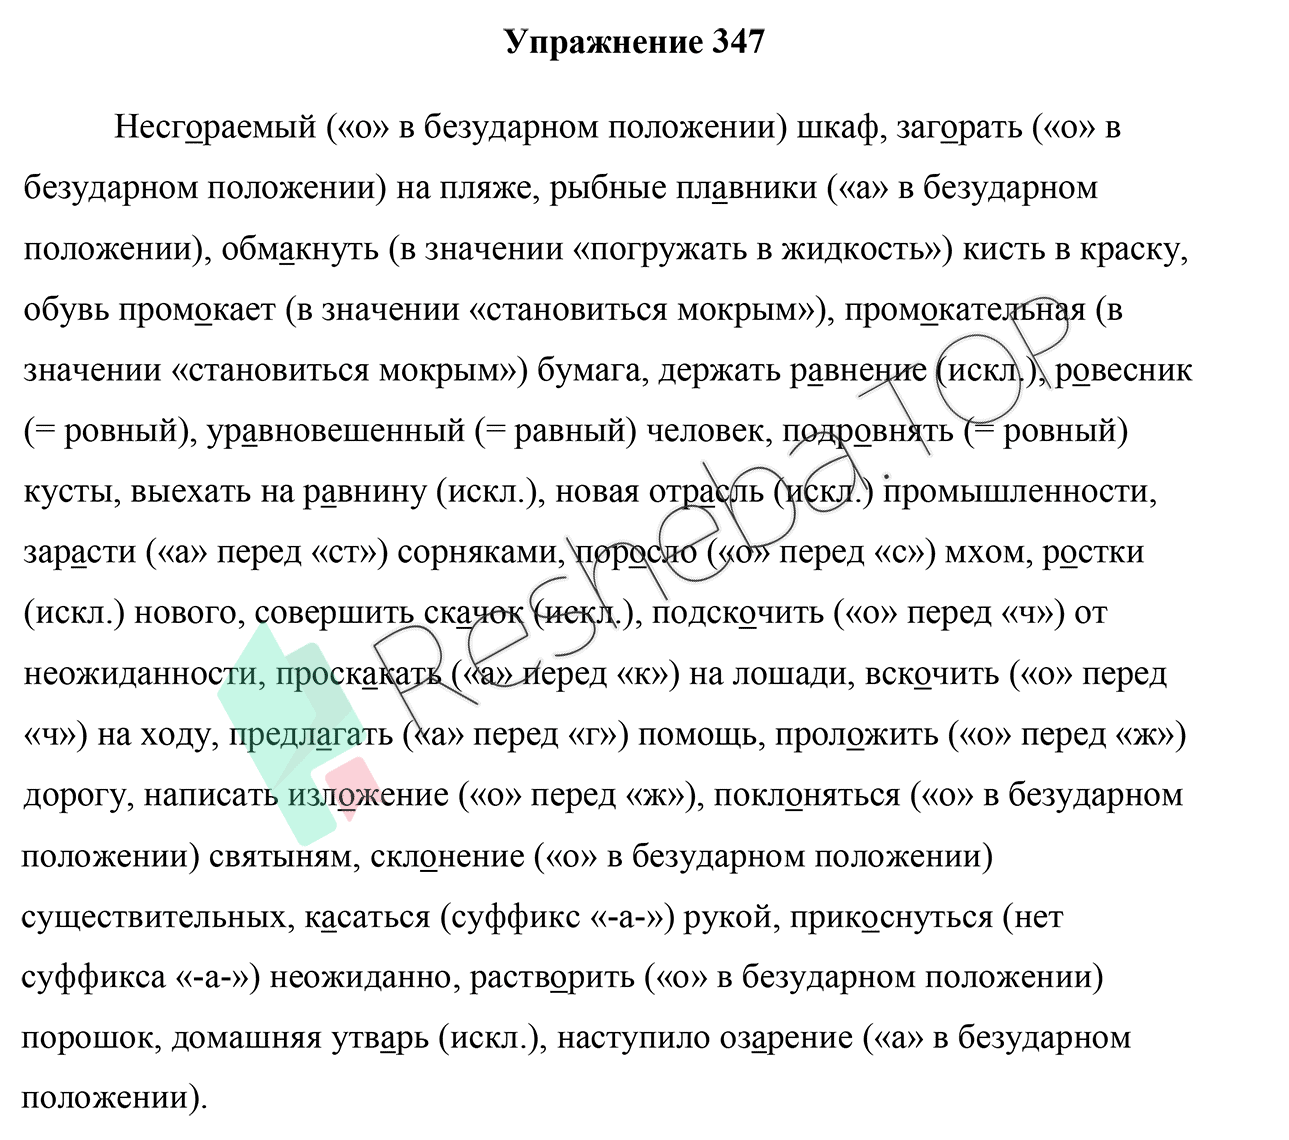 Упражнение 347
Несгораемый («о» в безударном положении) шкаф, загорать («о» в
безударном положении) на пляже, рыбные плавники («а» в безударном
положении), обмакнуть (в значении «погружать в жидкость») кисть в краску,
обувь промокает (в значении «становиться мокрым»), промокательная (в
значении «становиться мокрым») бумага, держать равнение (искл.), ровесник
(= ровный), уравновешенный (= равный) человек, подровнять (= ровный)
кусты, выехать на равнину (искл.), новая отрасль (искл.) промышленности,
зарасти («а» перед «ст») сорняками, поросло («о» перед «с») мхом, ростки
(искл.) нового, совершить скачок (искл.), подскочить («о» перед «ч») от
неожиданности, проскакать («а» перед «к») на лошади, вскочить («о» перед
«ч») на ходу, предлагать («а» перед «г») помощь, проложить («о» перед «ж»)
дорогу, написать изложение («о» перед «ж»), поклоняться («о» в безударном
положении) святыням, склонение («о» в безударном положении)
существительных, касаться (суффикс «-а-») рукой, прикоснуться (нет
суффикса «-а-») неожиданно, растворить («о» в безударном положении)
порошок, домашняя утварь (искл.), наступило озарение («а» в безударном
положении).
Resheba.TOP